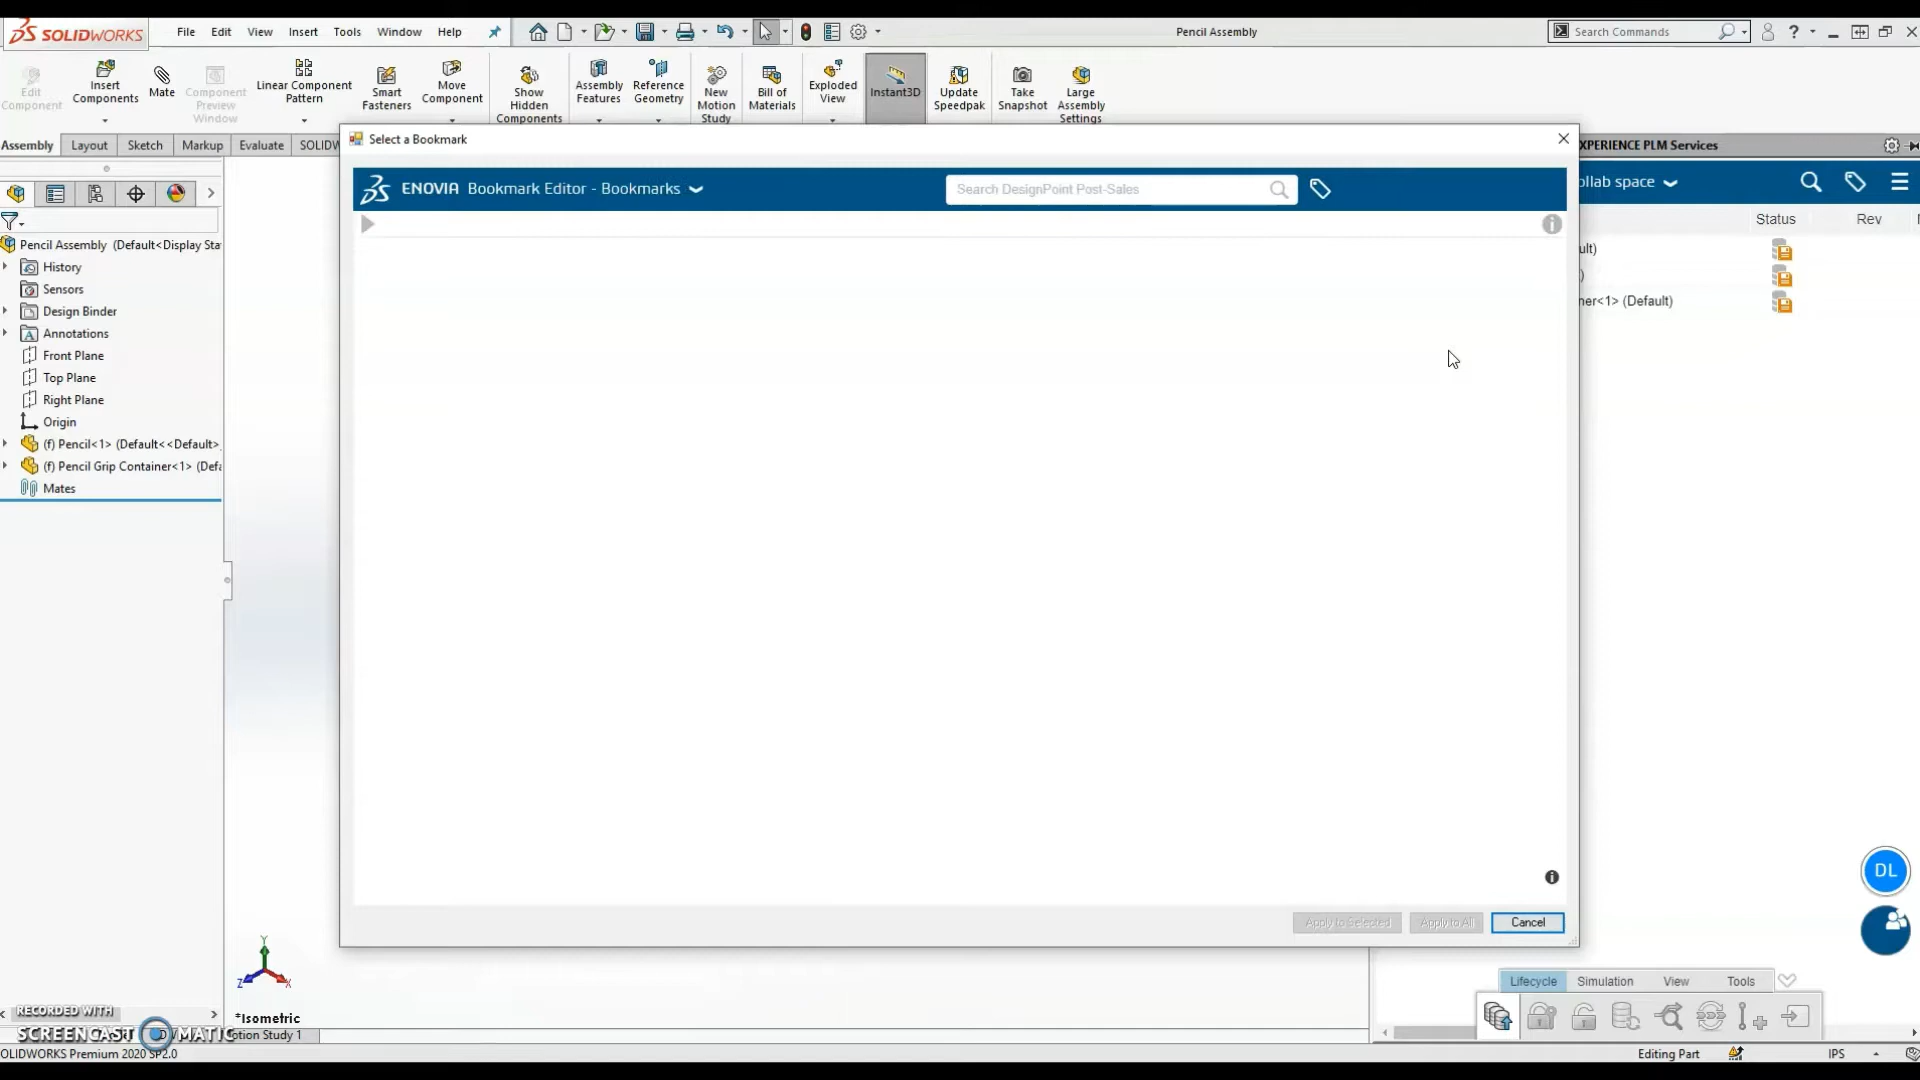 SOLIDWORKS
File Edit View Insert Tools Window Help
Pencil Assembly
Search Commands
Edit Component
Insert Components
Mate
Component Preview Window
Linear Component Pattern
Smart Fasteners
Move Component
Show Hidden Components
Assembly Features
Reference Geometry
New Motion Study
Bill of Materials
Exploded View
Instant3D
Update Speedpak
Take Snapshot
Large Assembly Settings
Assembly Layout Sketch Markup Evaluate SOLIDW
Select a Bookmark
XPERIENCE PLM Services
ENOVIA Bookmark Editor - Bookmarks
Search DesignPoint Post-Sales
ollab space
Status Rev
ult)
)
ner<1> (Default)
Pencil Assembly (Default<Display Sta
History
Sensors
Design Binder
Annotations
Front Plane
Top Plane
Right Plane
Origin
(f) Pencil<1> (Default<<Default>
(f) Pencil Grip Container<1> (Defa
Mates
DL
Apply to Selected Apply to All Cancel
Y
Z
X
*Isometric
Lifecycle Simulation View Tools
RECORDED WITH
SCREENCAST MATIC
otion Study 1
OLIDWORKS Premium 2020 SP2.0
Editing Part
IPS